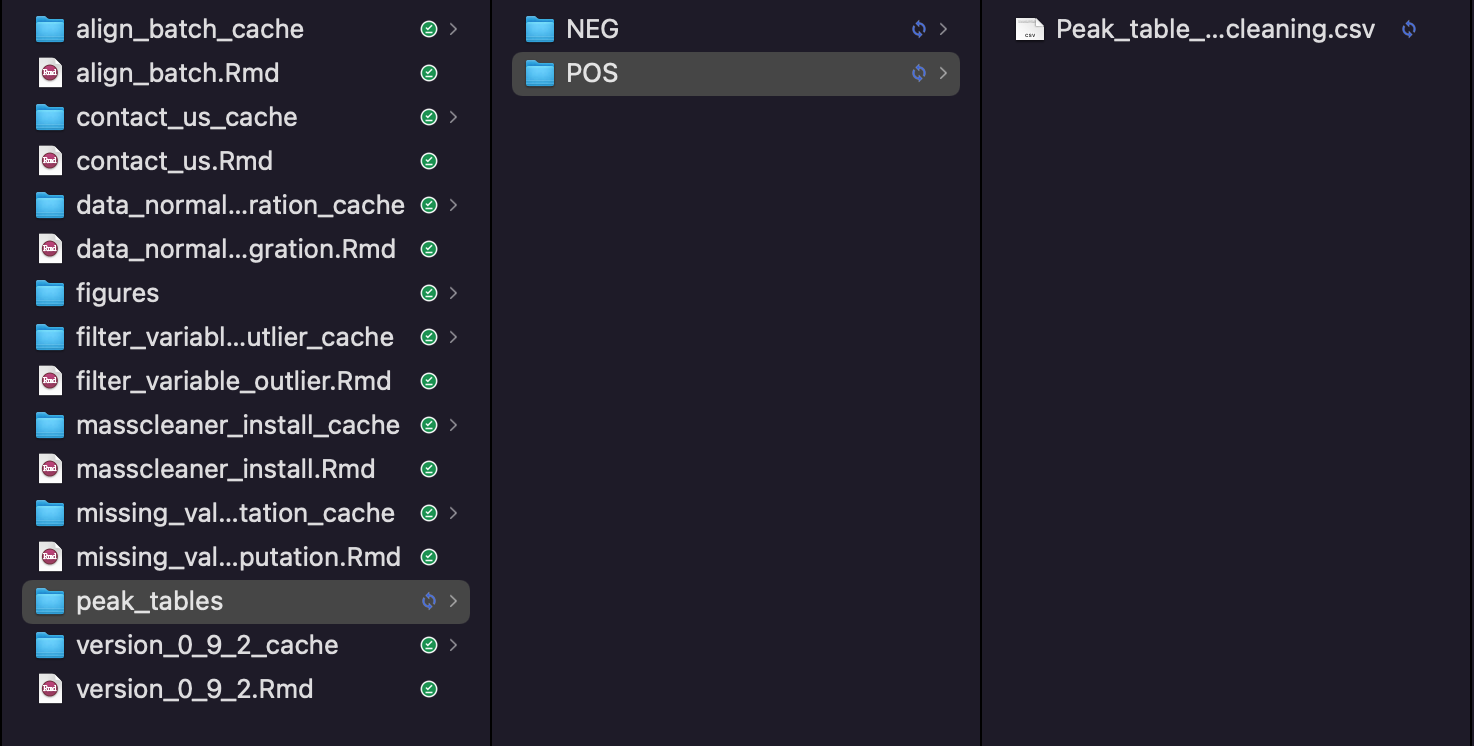 align_batch_cache
align_batch.Rmd
contact_us_cache
contact_us.Rmd
data_normal...ration_cache
data_normal...gration.Rmd
figures
filter_variabl...utlier_cache
filter_variable_outlier.Rmd
masscleaner_install_cache
masscleaner_install.Rmd
missing_val...tation_cache
missing_val...putation.Rmd
peak_tables
version_0_9_2_cache
version_0_9_2.Rmd
NEG
POS
Peak_table_...cleaning.csv